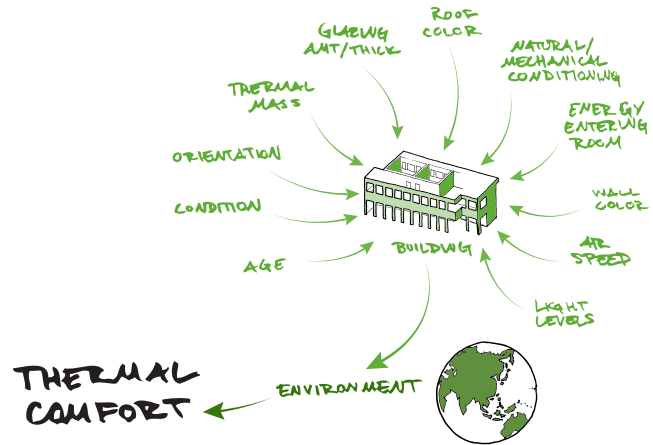 ROOF
COLOR
GLAZING
AMT/THICK
NATURAL/
MECHANICAL
CONDITIONING
THERMAL
MASS
ENERGY
ENTERING
ROOM
ORIENTATION
WALL
COLOR
CONDITION
AIR
SPEED
BUILDING
AGE
LIGHT
LEVELS
THERMAL
COMFORT
ENVIRONMENT